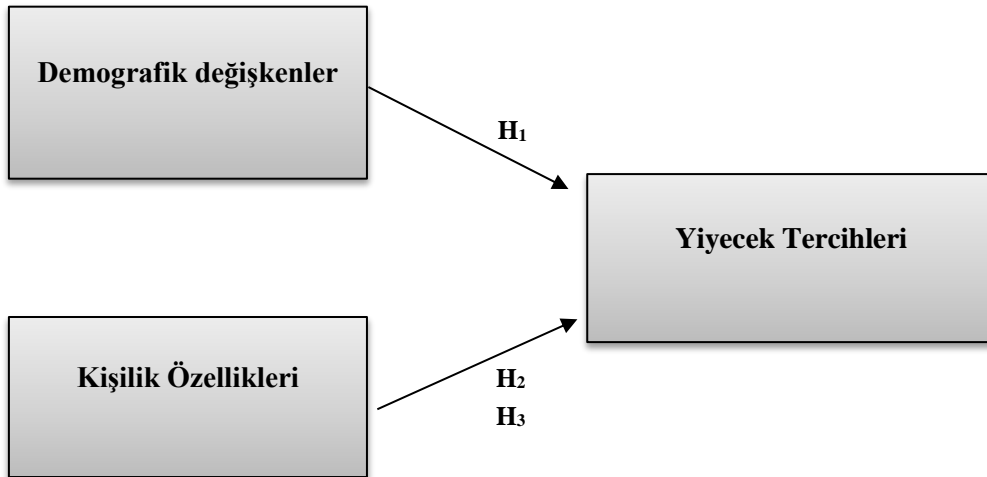 Demografik değişkenler
H₁
Yiyecek Tercihleri
Kişilik Özellikleri
H₂
H₃